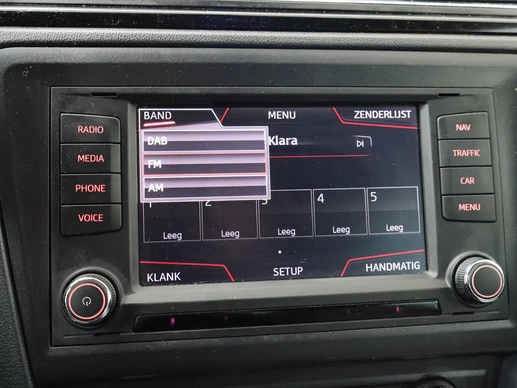 BAND MENU ZENDERLIJST
RADIO
MEDIA
PHONE
VOICE
DAB
FM
AM
Klara
NAV
TRAFFIC
CAR
MENU
1 2 3 4 5
Leeg Leeg Leeg Leeg Leeg
KLANK SETUP HANDMATIG